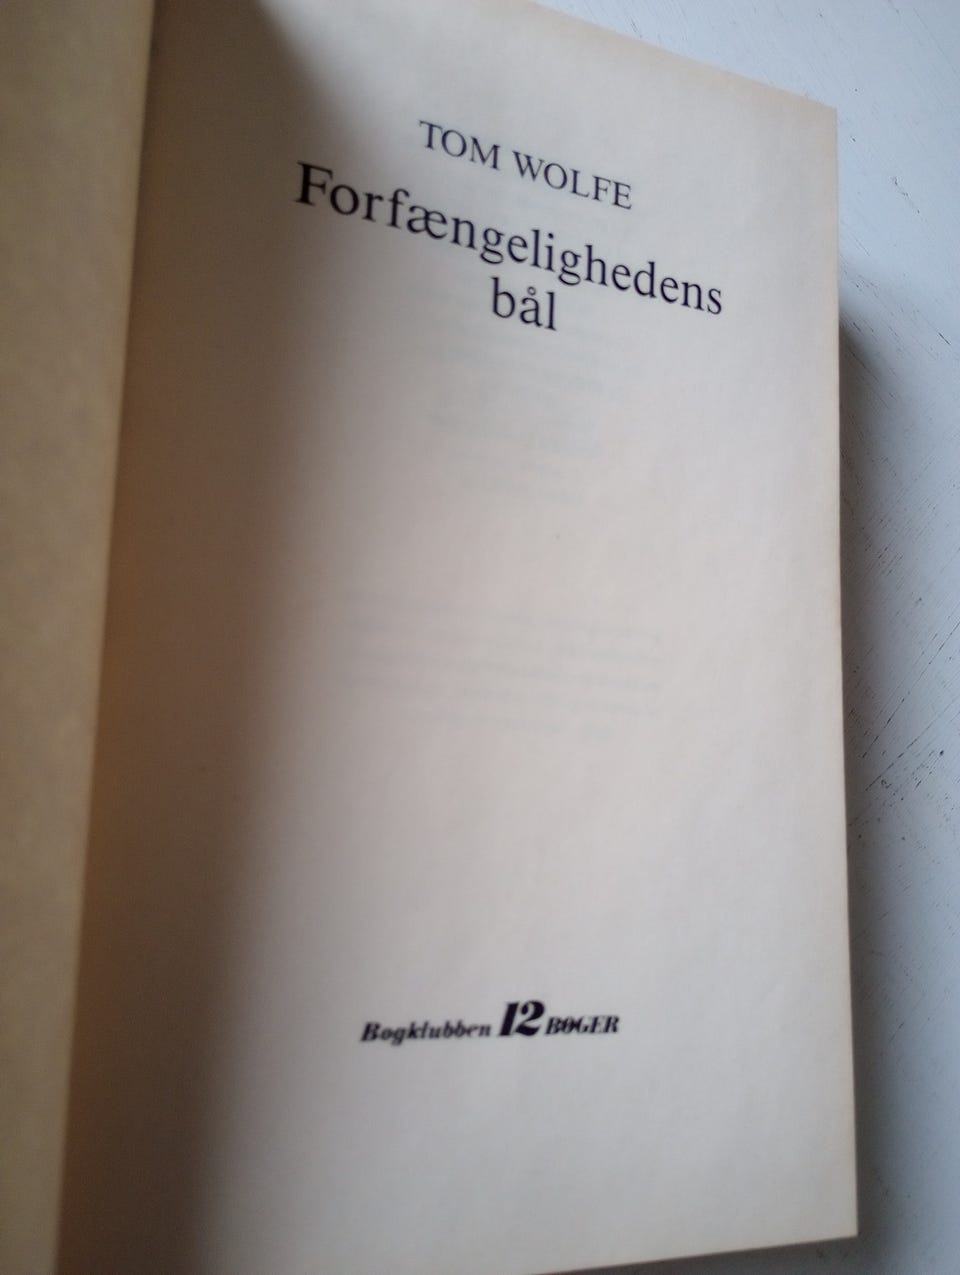 TOM WOLFE
Forfængelighedens
bål
Bogklubben 12 BØGER